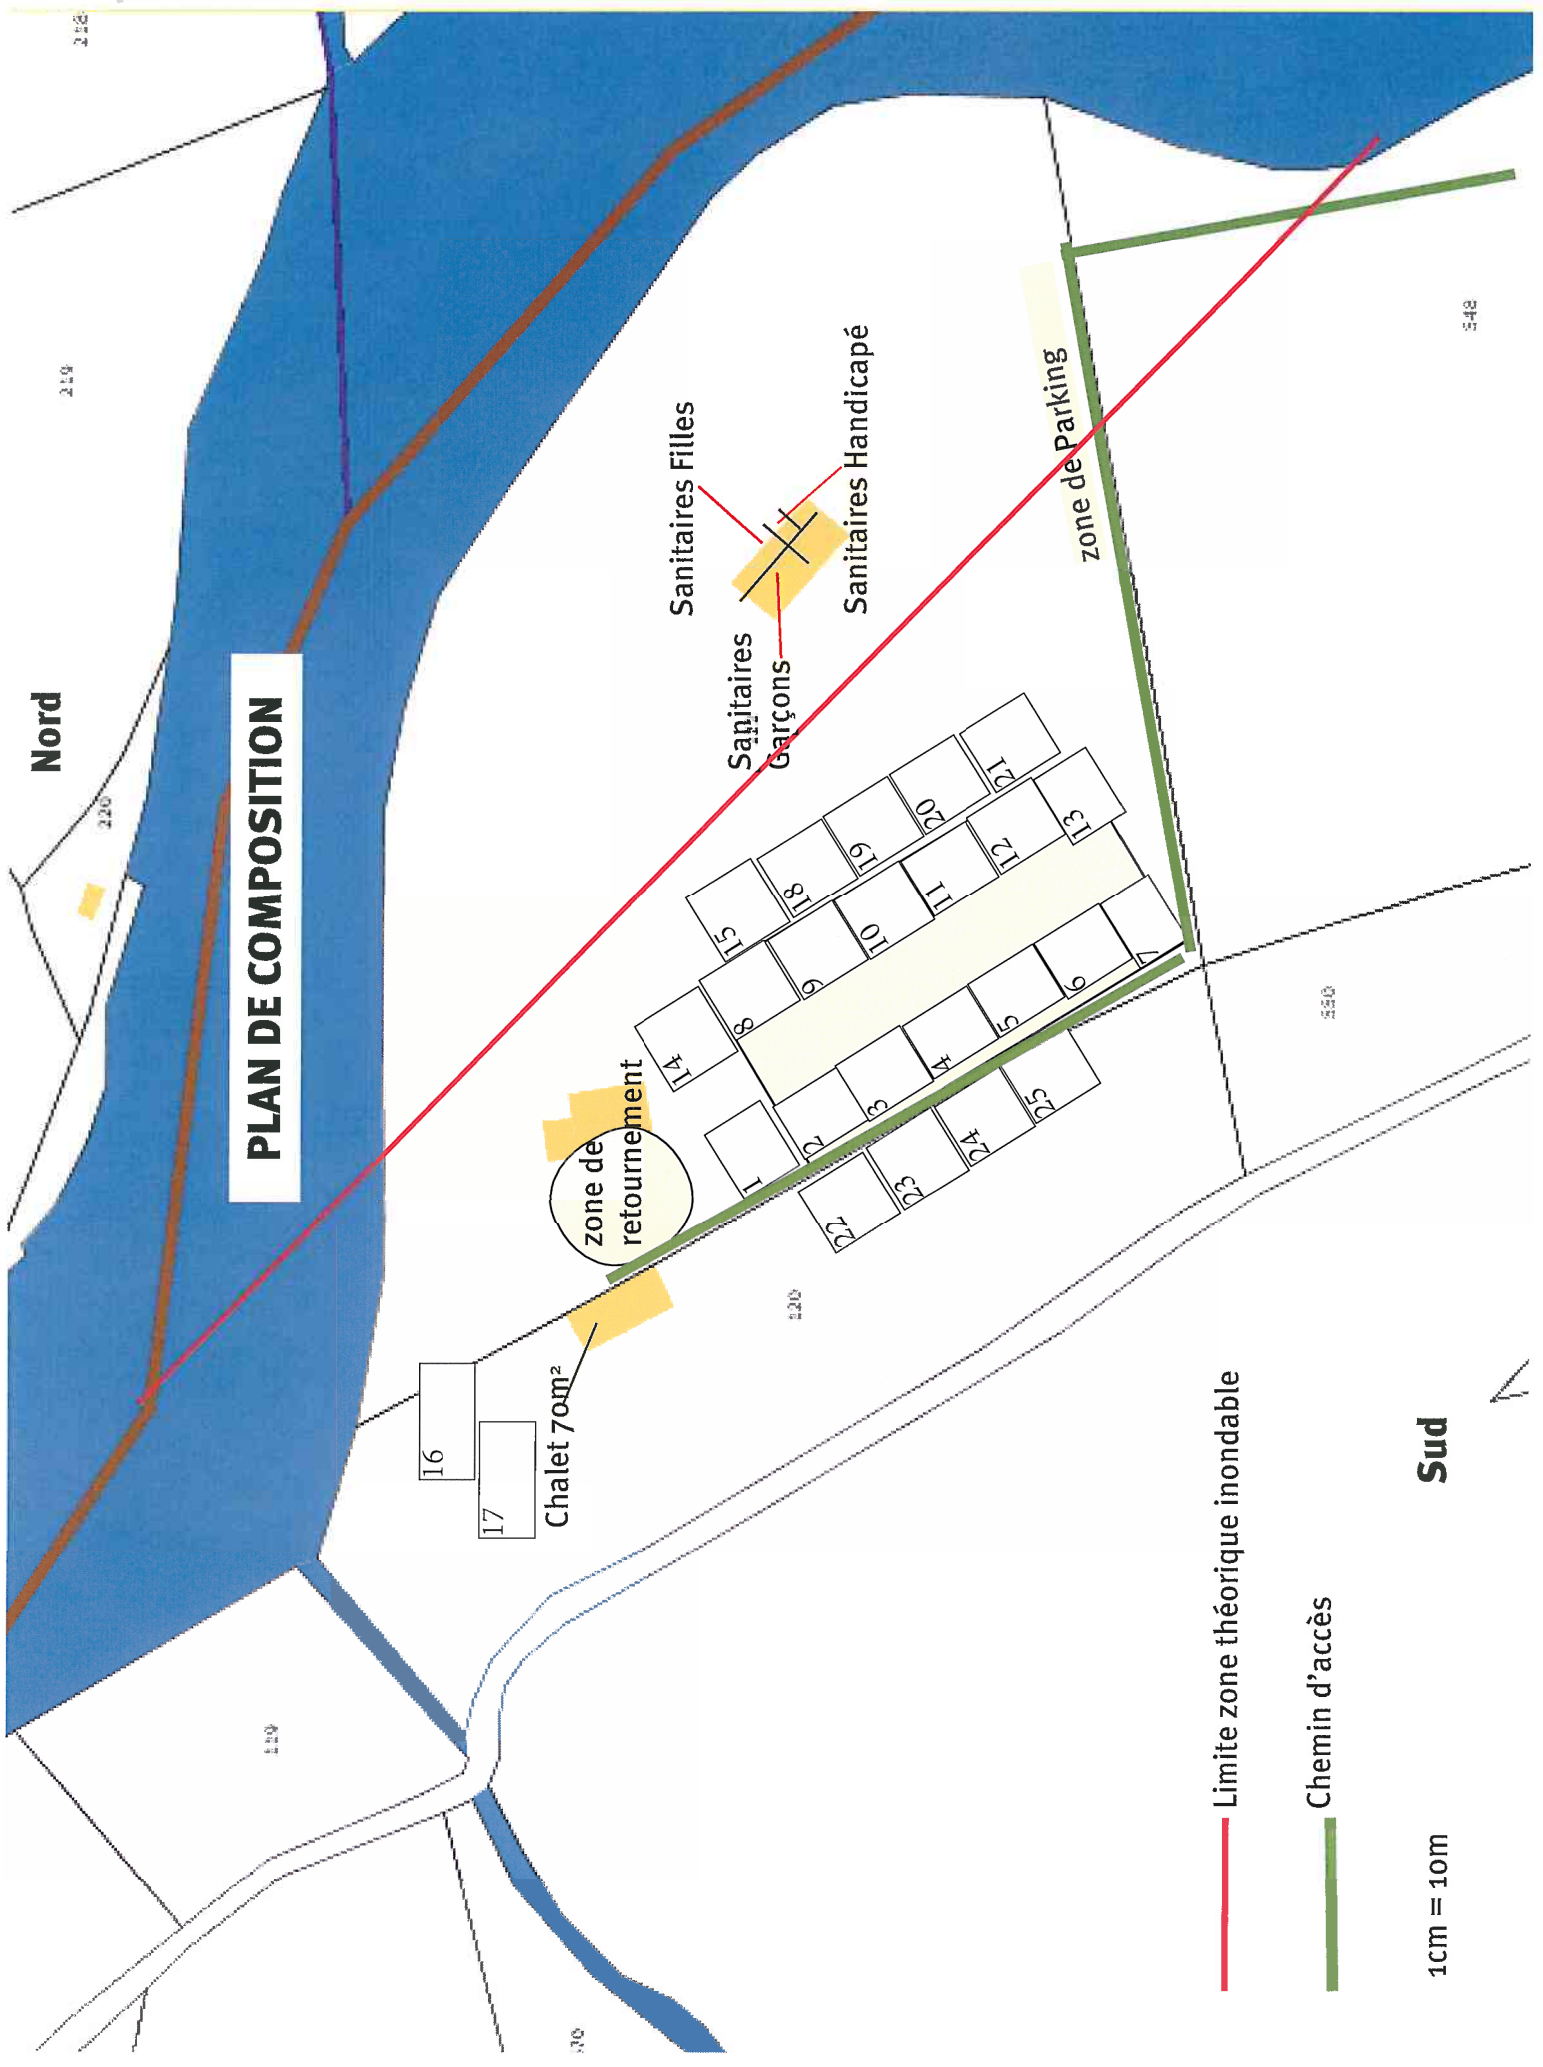 Nord
PLAN DE COMPOSITION
219
220
Sanitaires Filles
Sanitaires
Garçons
Sanitaires Handicapé
zone de Parking
zone de
retournement
Chalet 70m²
16
17
14
15
8
18
9
19
10
20
11
21
12
13
1
2
3
4
5
6
7
22
23
24
25
Sud
Limite zone théorique inondable
Chemin d'accès
1cm = 10m